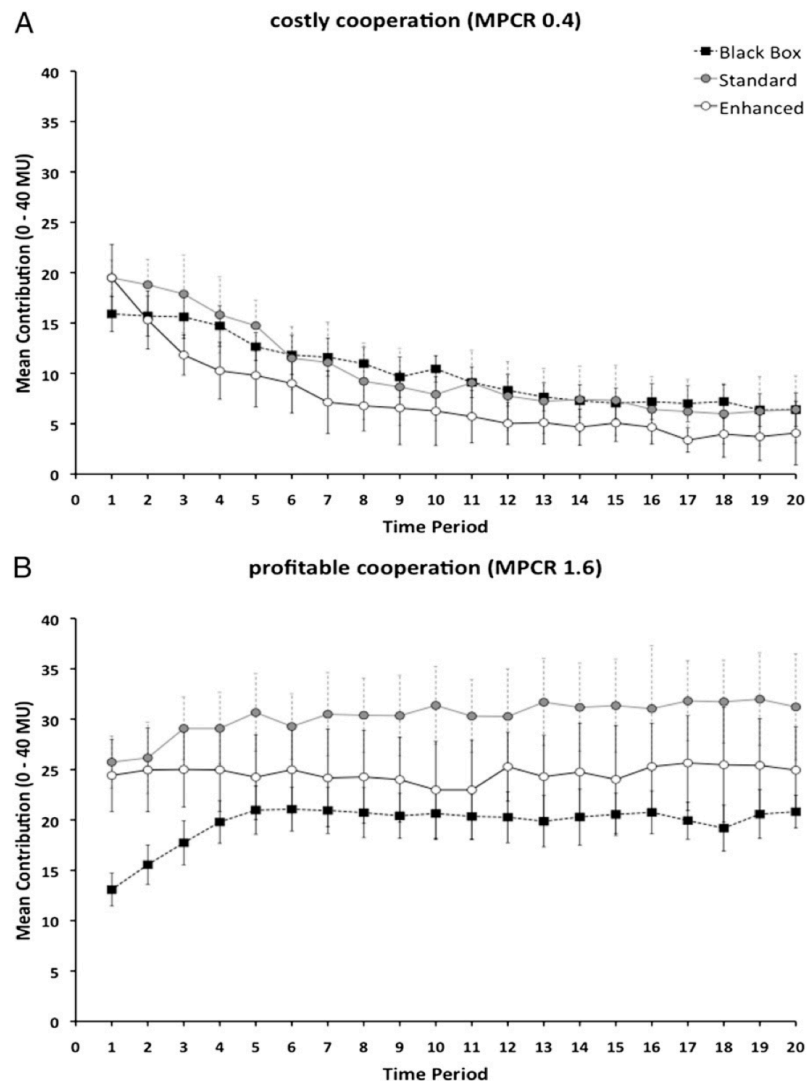 A
costly cooperation (MPCR 0.4)
Black Box
Standard
Enhanced
Mean Contribution (0 - 40 MU)
40
35
30
25
20
15
10
5
0
0 1 2 3 4 5 6 7 8 9 10 11 12 13 14 15 16 17 18 19 20
Time Period
B
profitable cooperation (MPCR 1.6)
Mean Contribution (0 - 40 MU)
40
35
30
25
20
15
10
5
0
0 1 2 3 4 5 6 7 8 9 10 11 12 13 14 15 16 17 18 19 20
Time Period